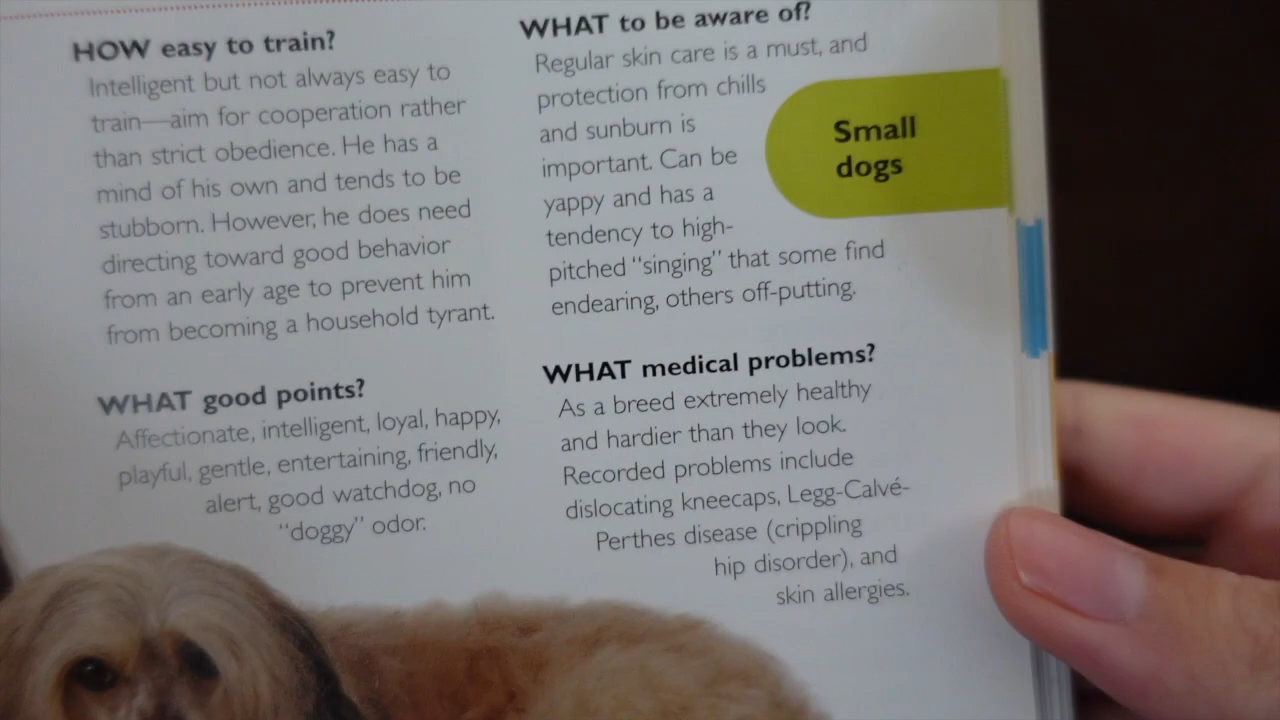 HOW easy to train?
Intelligent but not always easy to
train—aim for cooperation rather
than strict obedience. He has a
mind of his own and tends to be
stubborn. However, he does need
directing toward good behavior
from an early age to prevent him
from becoming a household tyrant.
WHAT good points?
Affectionate, intelligent, loyal, happy,
playful, gentle, entertaining, friendly,
alert, good watchdog, no
“doggy” odor.
WHAT to be aware of?
Regular skin care is a must, and
protection from chills
and sunburn is
important. Can be
yappy and has a
tendency to high-
pitched “singing” that some find
endearing, others off-putting.
WHAT medical problems?
As a breed extremely healthy
and hardier than they look.
Recorded problems include
dislocating kneecaps, Legg-Calvé-
Perthes disease (crippling
hip disorder), and
skin allergies.
Small
dogs